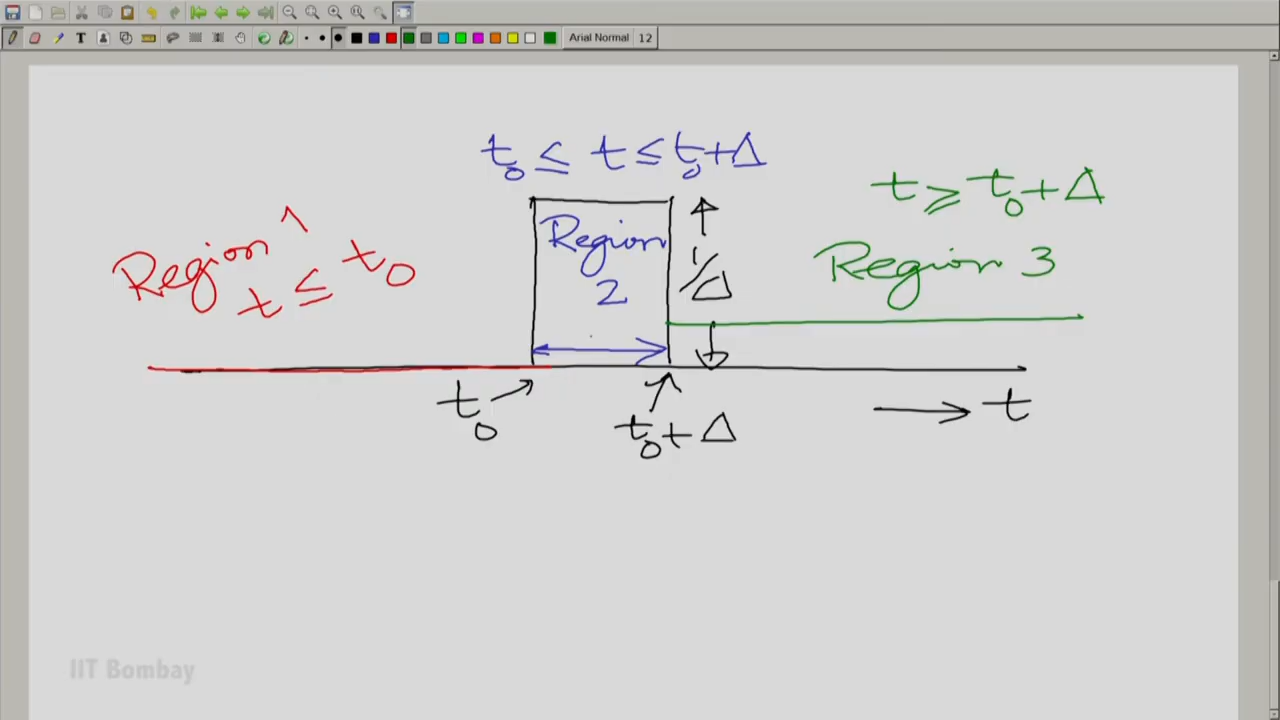 Arial Normal 12
t₀ ≤ t ≤ t₀+Δ
t ≥ t₀+Δ
Region 1
t ≤ t₀
Region
2
1/Δ
Region 3
t₀
t₀+Δ
t
IIT Bombay